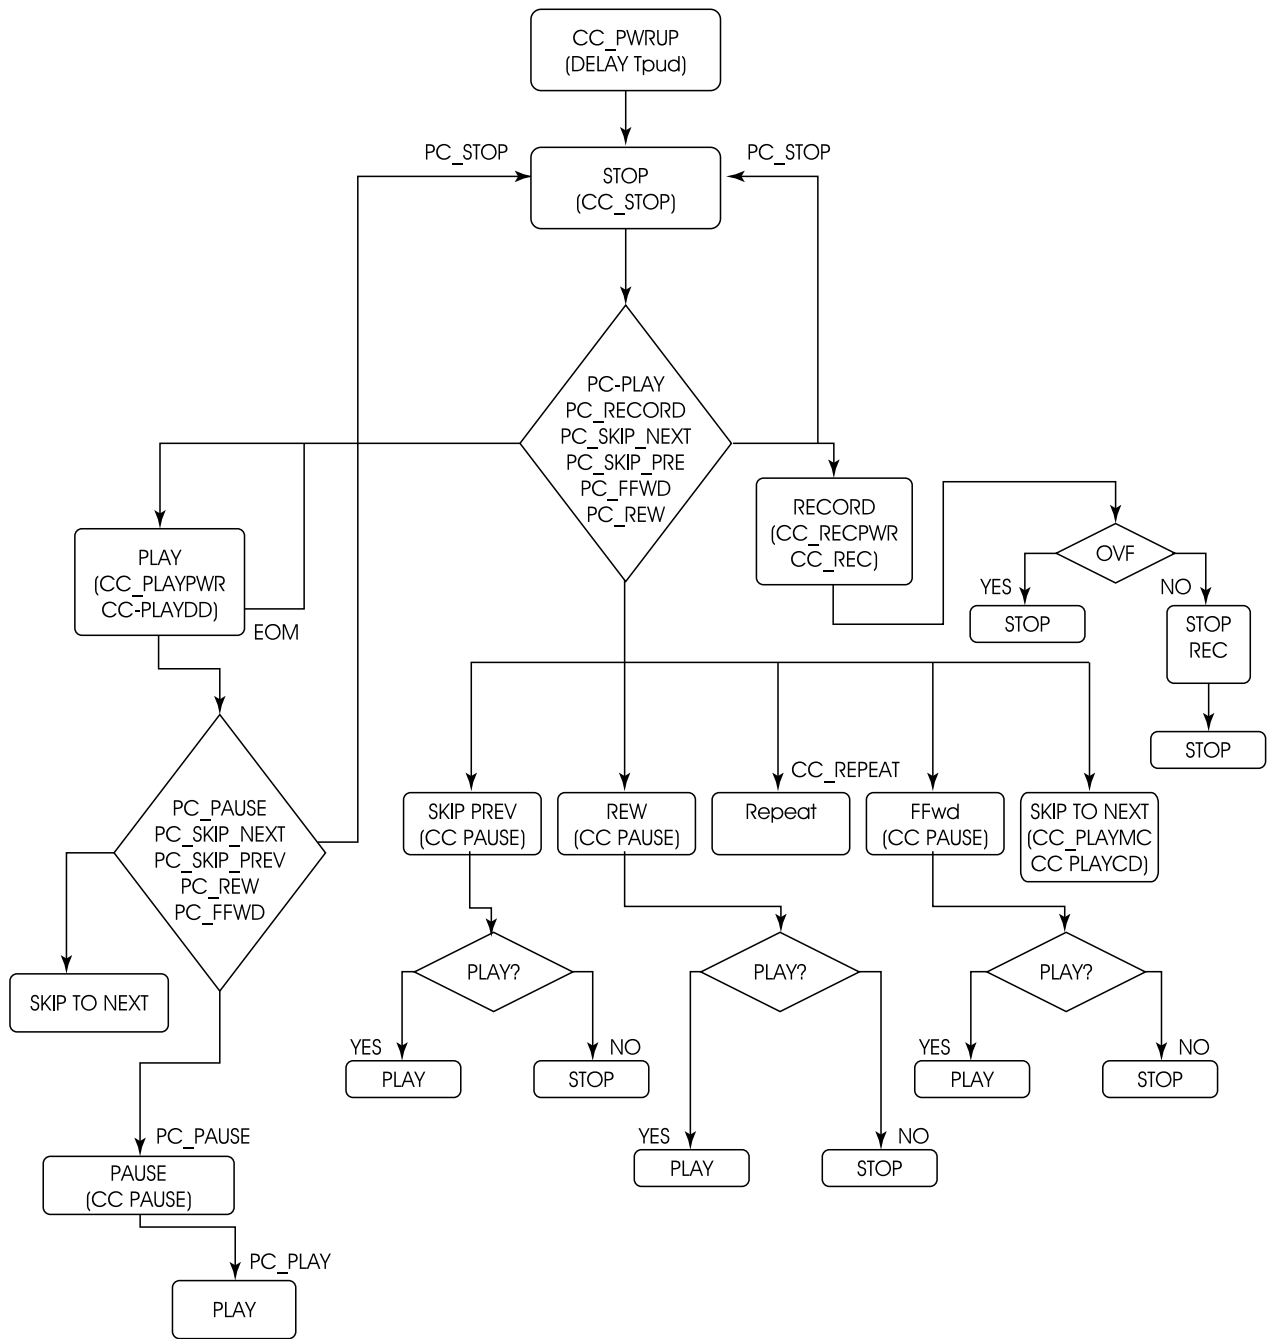 CC_PWRUP
(DELAY Tpud)
PC_STOP
PC_STOP
STOP
(CC_STOP)
PC-PLAY
PC_RECORD
PC_SKIP_NEXT
PC_SKIP_PRE
PC_FFWD
PC_REW
RECORD
(CC_RECPWR
CC_REC)
OVF
YES
NO
STOP
STOP
REC
STOP
PLAY
(CC_PLAYPWR
CC-PLAYDD)
EOM
PC_PAUSE
PC_SKIP_NEXT
PC_SKIP_PREV
PC_REW
PC_FFWD
CC_REPEAT
SKIP PREV
(CC PAUSE)
REW
(CC PAUSE)
Repeat
FFwd
(CC PAUSE)
SKIP TO NEXT
(CC_PLAYMC
CC PLAYCD)
PLAY?
PLAY?
PLAY?
SKIP TO NEXT
YES
NO
PLAY
STOP
YES
NO
PLAY
STOP
YES
NO
PLAY
STOP
PC_PAUSE
PAUSE
(CC PAUSE)
PC_PLAY
PLAY